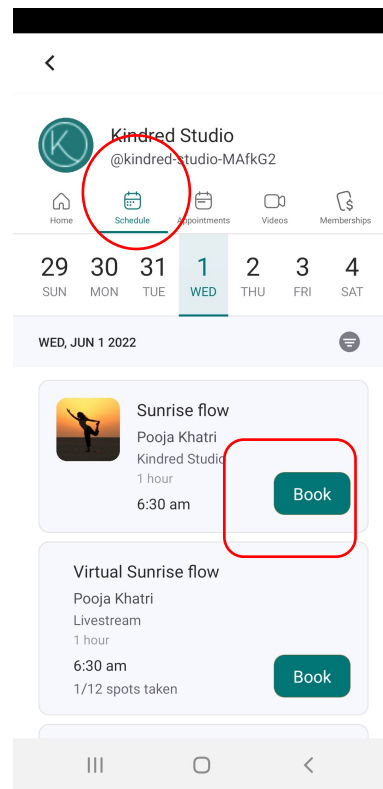 K
Kindred Studio
@kindred-studio-MAfkG2
Home Schedule Appointments Videos Memberships
29 30 31 1 2 3 4
SUN MON TUE WED THU FRI SAT
WED, JUN 1 2022
Sunrise flow
Pooja Khatri
Kindred Studio
1 hour
6:30 am
Book
Virtual Sunrise flow
Pooja Khatri
Livestream
1 hour
6:30 am
1/12 spots taken
Book